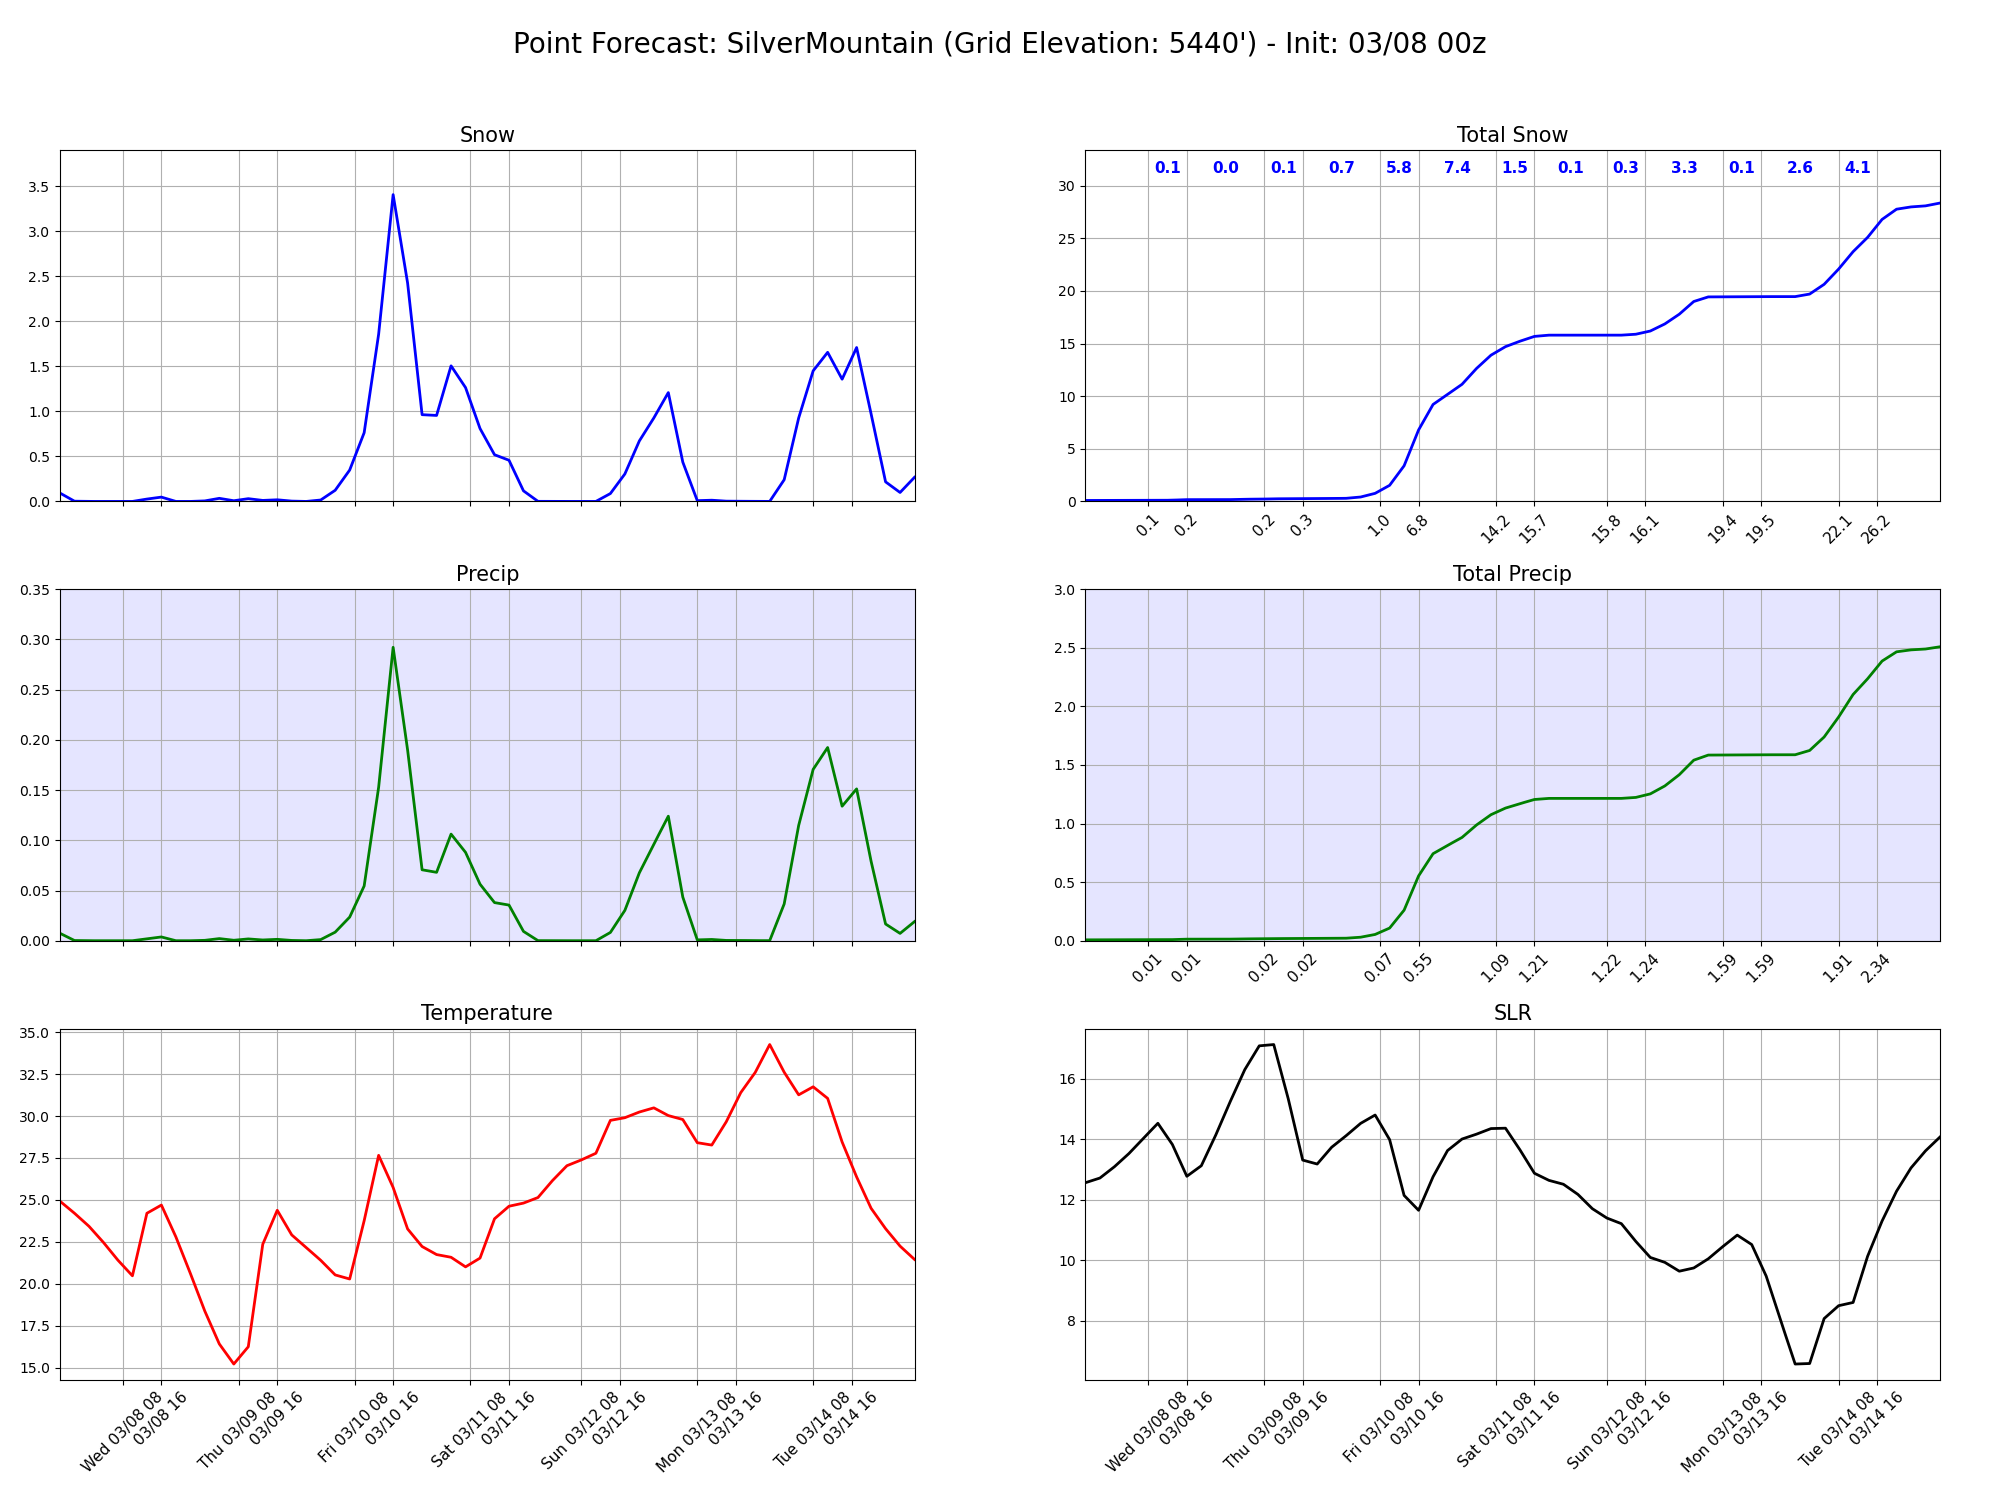 Point Forecast: SilverMountain (Grid Elevation: 5440') - Init: 03/08 00z
Snow
3.5
3.0
2.5
2.0
1.5
1.0
0.5
0.0
Total Snow
0.1 0.0 0.1 0.7 5.8 7.4 1.5 0.1 0.3 3.3 0.1 2.6 4.1
30
25
20
15
10
5
0
0.1 0.2 0.2 0.3 1.0 6.8 14.2 15.7 15.8 16.1 19.4 19.5 22.1 26.2
Precip
0.35
0.30
0.25
0.20
0.15
0.10
0.05
0.00
Total Precip
3.0
2.5
2.0
1.5
1.0
0.5
0.0
0.01 0.01 0.02 0.02 0.07 0.55 1.09 1.21 1.22 1.24 1.59 1.59 1.91 2.34
Temperature
35.0
32.5
30.0
27.5
25.0
22.5
20.0
17.5
15.0
Wed 03/08 08
03/08 16
Thu 03/09 08
03/09 16
Fri 03/10 08
03/10 16
Sat 03/11 08
03/11 16
Sun 03/12 08
03/12 16
Mon 03/13 08
03/13 16
Tue 03/14 08
03/14 16
SLR
16
14
12
10
8
Wed 03/08 08
03/08 16
Thu 03/09 08
03/09 16
Fri 03/10 08
03/10 16
Sat 03/11 08
03/11 16
Sun 03/12 08
03/12 16
Mon 03/13 08
03/13 16
Tue 03/14 08
03/14 16